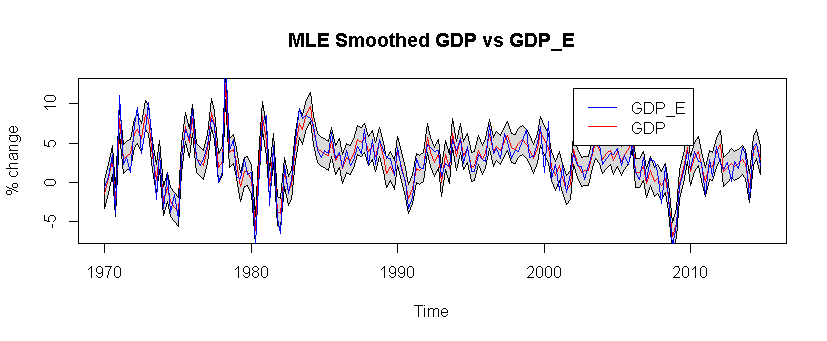 MLE Smoothed GDP vs GDP_E
% change
10
5
0
-5
GDP_E
GDP
1970
1980
1990
2000
2010
Time